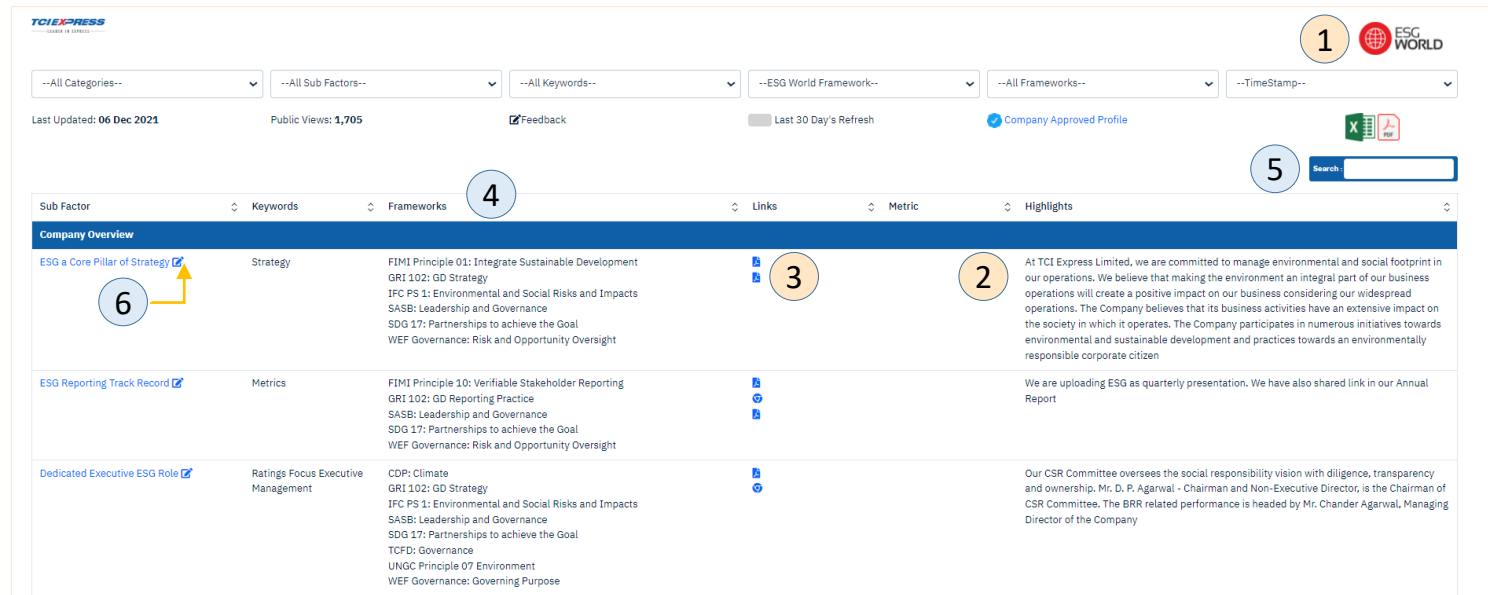 TCIEXPRESS
LEADER IN EXPRESS
1
ESG
WORLD
--All Categories--
--All Sub Factors--
--All Keywords--
--ESG World Framework--
--All Frameworks--
--TimeStamp--
Last Updated: 06 Dec 2021
Public Views: 1,705
Feedback
Last 30 Day's Refresh
Company Approved Profile
X
PDF
5
Search :
Sub Factor
Keywords
Frameworks
4
Links
Metric
Highlights
Company Overview
ESG a Core Pillar of Strategy
6
Strategy
FIMI Principle 01: Integrate Sustainable Development
GRI 102: GD Strategy
IFC PS 1: Environmental and Social Risks and Impacts
SASB: Leadership and Governance
SDG 17: Partnerships to achieve the Goal
WEF Governance: Risk and Opportunity Oversight
3
2
At TCI Express Limited, we are committed to manage environmental and social footprint in
our operations. We believe that making the environment an integral part of our business
operations will create a positive impact on our business considering our widespread
operations. The Company believes that its business activities have an extensive impact on
the society in which it operates. The Company participates in numerous initiatives towards
environmental and sustainable development and practices towards an environmentally
responsible corporate citizen
ESG Reporting Track Record
Metrics
FIMI Principle 10: Verifiable Stakeholder Reporting
GRI 102: GD Reporting Practice
SASB: Leadership and Governance
SDG 17: Partnerships to achieve the Goal
WEF Governance: Risk and Opportunity Oversight
We are uploading ESG as quarterly presentation. We have also shared link in our Annual
Report
Dedicated Executive ESG Role
Ratings Focus Executive
Management
CDP: Climate
GRI 102: GD Strategy
IFC PS 1: Environmental and Social Risks and Impacts
SASB: Leadership and Governance
SDG 17: Partnerships to achieve the Goal
TCFD: Governance
UNGC Principle 07 Environment
WEF Governance: Governing Purpose
Our CSR Committee oversees the social responsibility vision with diligence, transparency
and ownership. Mr. D. P. Agarwal - Chairman and Non-Executive Director, is the Chairman of
CSR Committee. The BRR related performance is headed by Mr. Chander Agarwal, Managing
Director of the Company